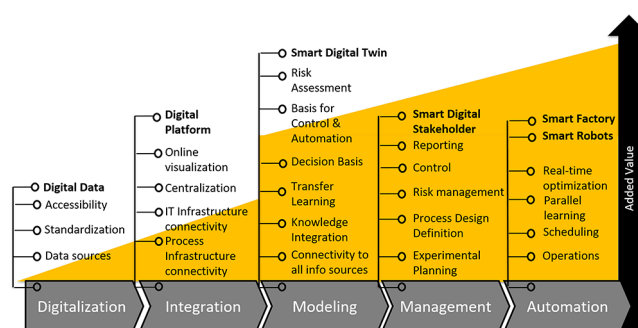 Digital Data
Accessibility
Standardization
Data sources
Digitalization
Digital
Platform
Online
visualization
Centralization
IT Infrastructure
connectivity
Process
Infrastructure
connectivity
Integration
Smart Digital Twin
Risk
Assessment
Basis for
Control &
Automation
Decision Basis
Transfer
Learning
Knowledge
Integration
Connectivity to
all info sources
Modeling
Smart Digital
Stakeholder
Reporting
Control
Risk management
Process Design
Definition
Experimental
Planning
Management
Smart Factory
Smart Robots
Real-time
optimization
Parallel
learning
Scheduling
Operations
Automation
Added Value